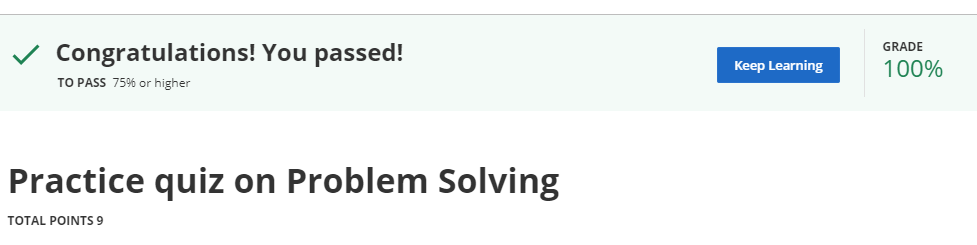 Congratulations! You passed!
TO PASS 75% or higher
Keep Learning
GRADE
100%
Practice quiz on Problem Solving
TOTAL POINTS 9